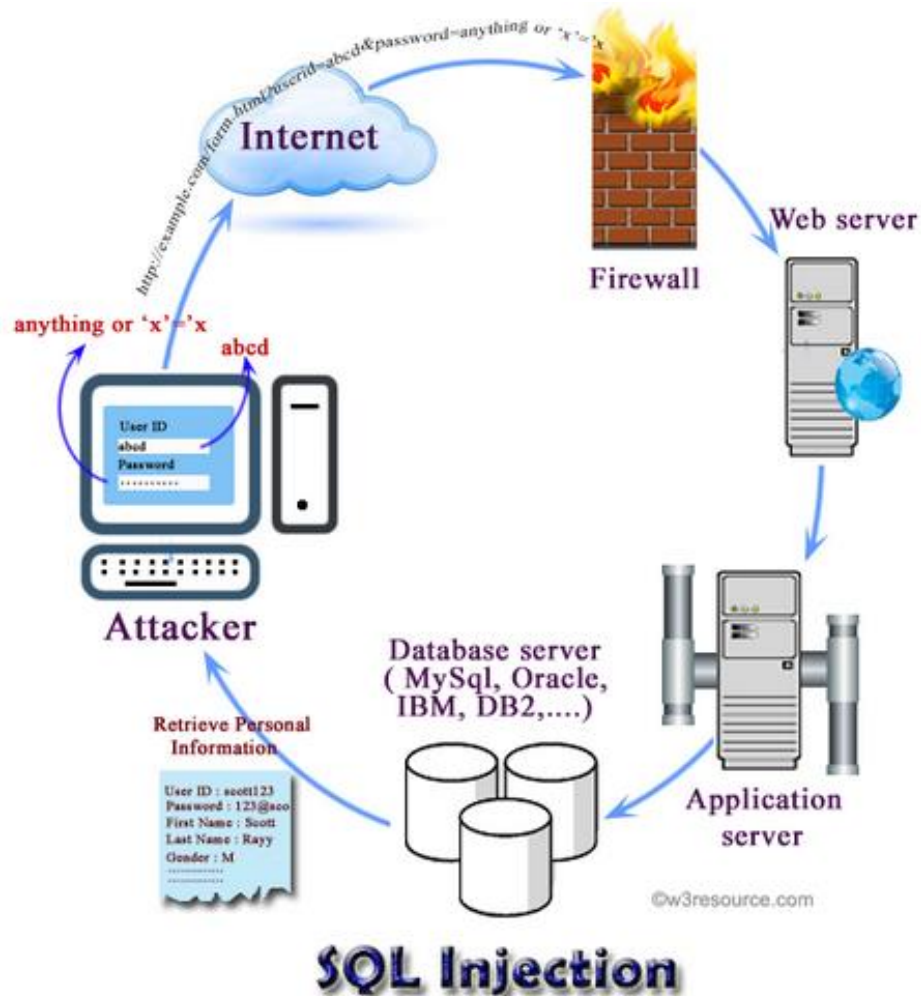 http://example.com/form.html/userid=abcd&password=anything or ‘x’=’x
Internet
Firewall
Web server
anything or ‘x’=’x
abcd
User ID
abcd
Password
..........
Attacker
Database server
( MySql, Oracle,
IBM, DB2,....)
Application
server
Retrieve Personal
Information
User ID : scott123
Password : 123@sco
First Name : Scott
Last Name : Rayy
Gender : M
------------
------------
©w3resource.com
SQL Injection